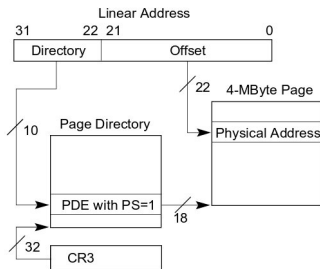 Linear Address
31 22 21 0
Directory Offset
22 4-MByte Page
10 Page Directory
Physical Address
PDE with PS=1
18
32
CR3